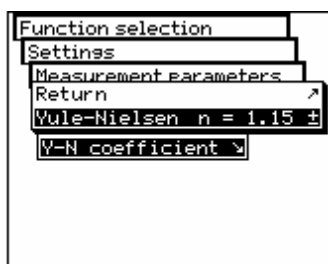 Function selection
Settings
Measurement parameters
Return ↗
Yule-Nielsen n = 1.15 ±
Y-N coefficient ↘